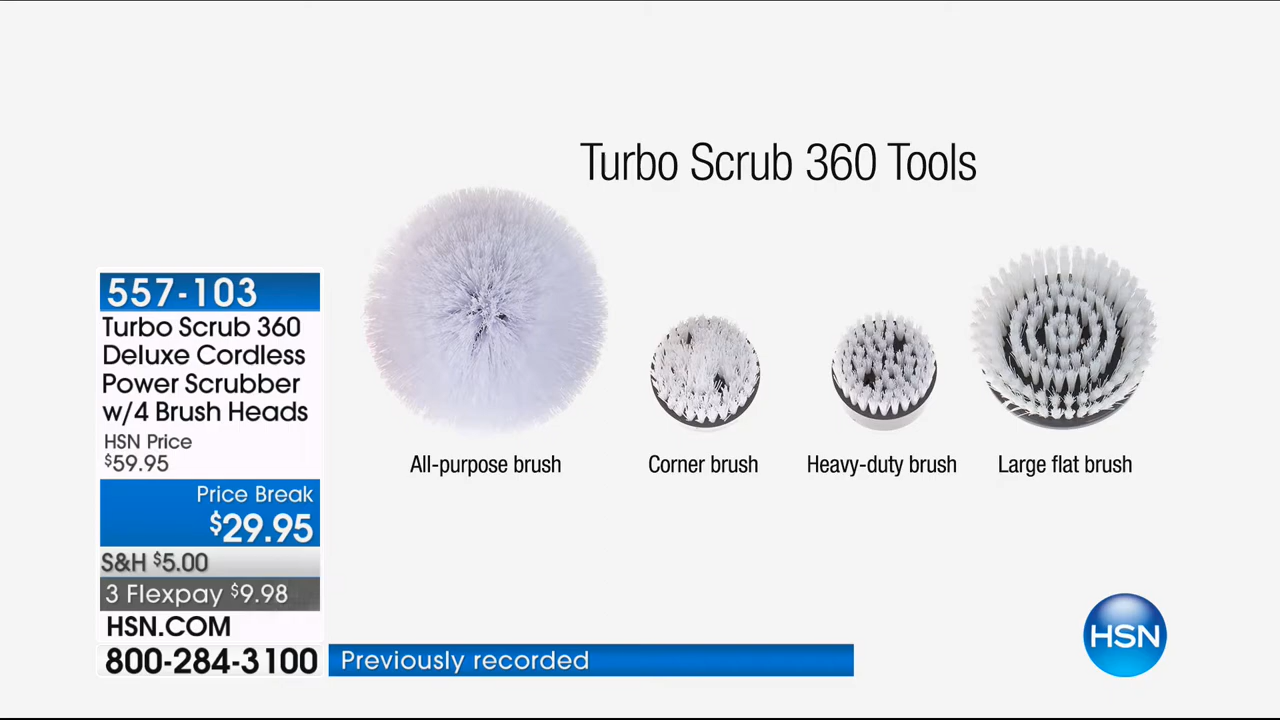 Turbo Scrub 360 Tools
All-purpose brush
Corner brush
Heavy-duty brush
Large flat brush
557-103
Turbo Scrub 360
Deluxe Cordless
Power Scrubber
w/4 Brush Heads
HSN Price
$59.95
Price Break
$29.95
S&H $5.00
3 Flexpay $9.98
HSN.COM
800-284-3100
Previously recorded
HSN